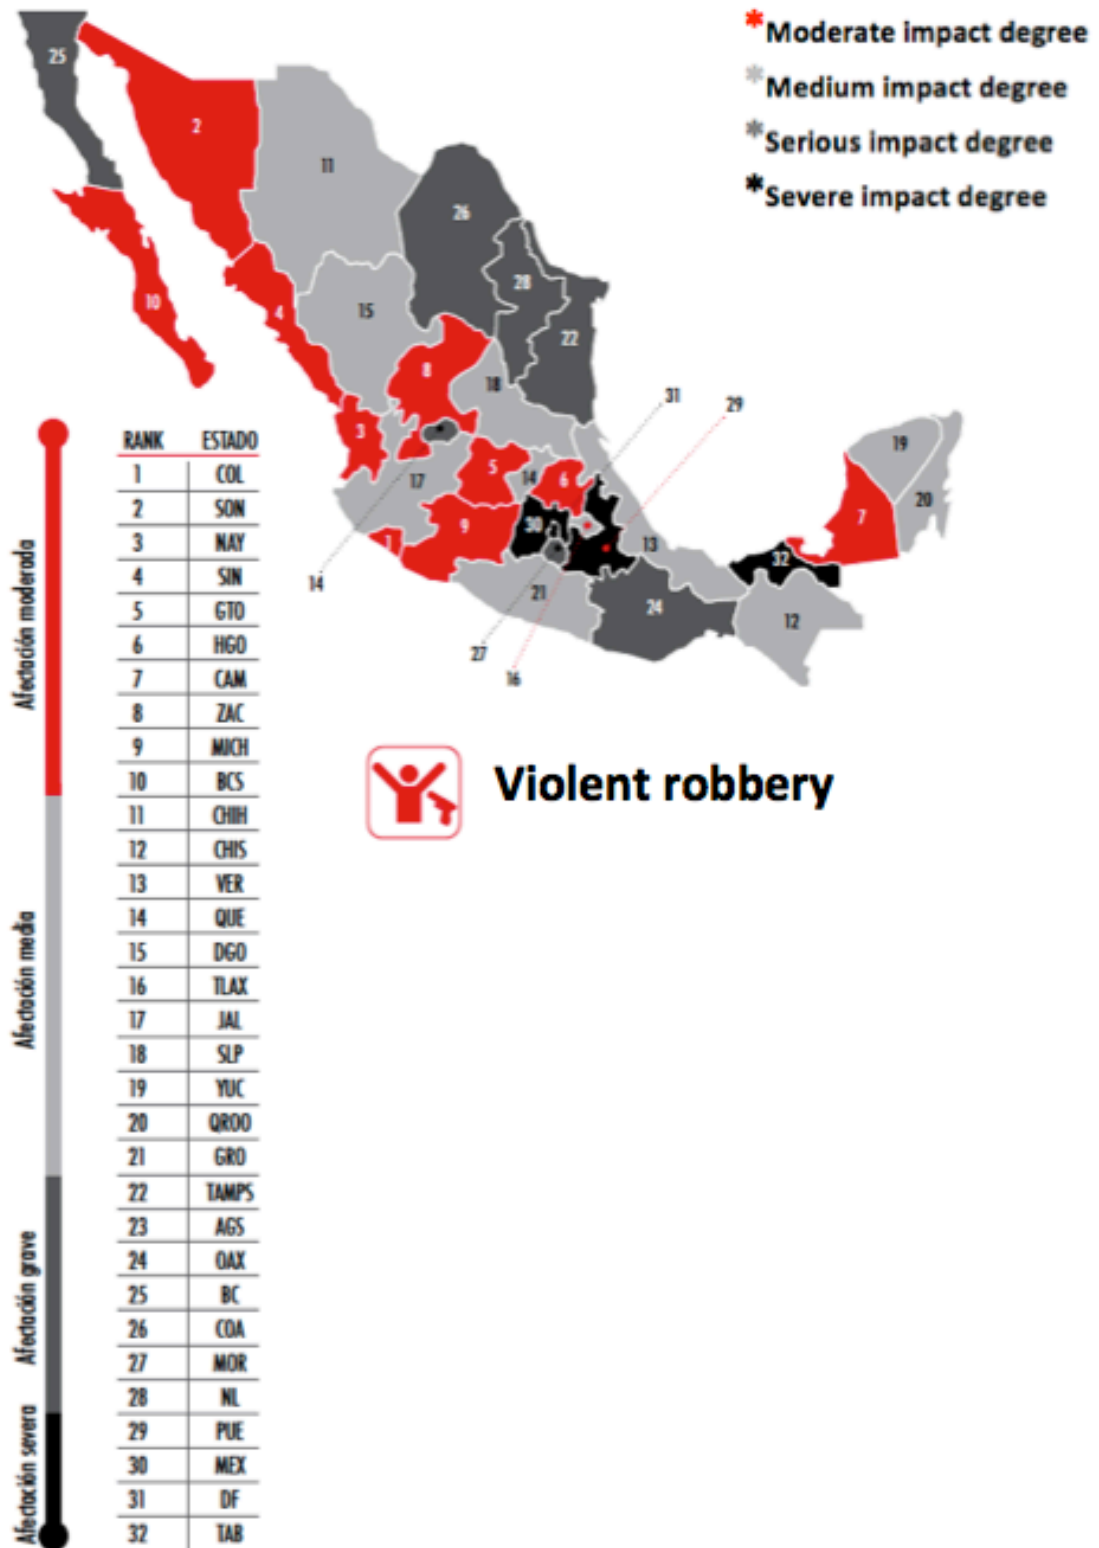 *Moderate impact degree
*Medium impact degree
*Serious impact degree
*Severe impact degree
25
2
11
26
10
4
15
28
22
8
18
31
29
3
17
5
14
6
19
20
9
30
7
1
13
32
14
21
24
12
27
16
Violent robbery
RANK ESTADO
1 COL
2 SON
3 NAY
4 SIN
5 GTO
6 HGO
7 CAM
8 ZAC
9 MICH
10 BCS
11 CHIH
12 CHIS
13 VER
14 QUE
15 DGO
16 TLAX
17 JAL
18 SLP
19 YUC
20 QROO
21 GRO
22 TAMPS
23 AGS
24 OAX
25 BC
26 COA
27 MOR
28 NL
29 PUE
30 MEX
31 DF
32 TAB
Afectación moderada
Afectación media
Afectación grave
Afectación severa